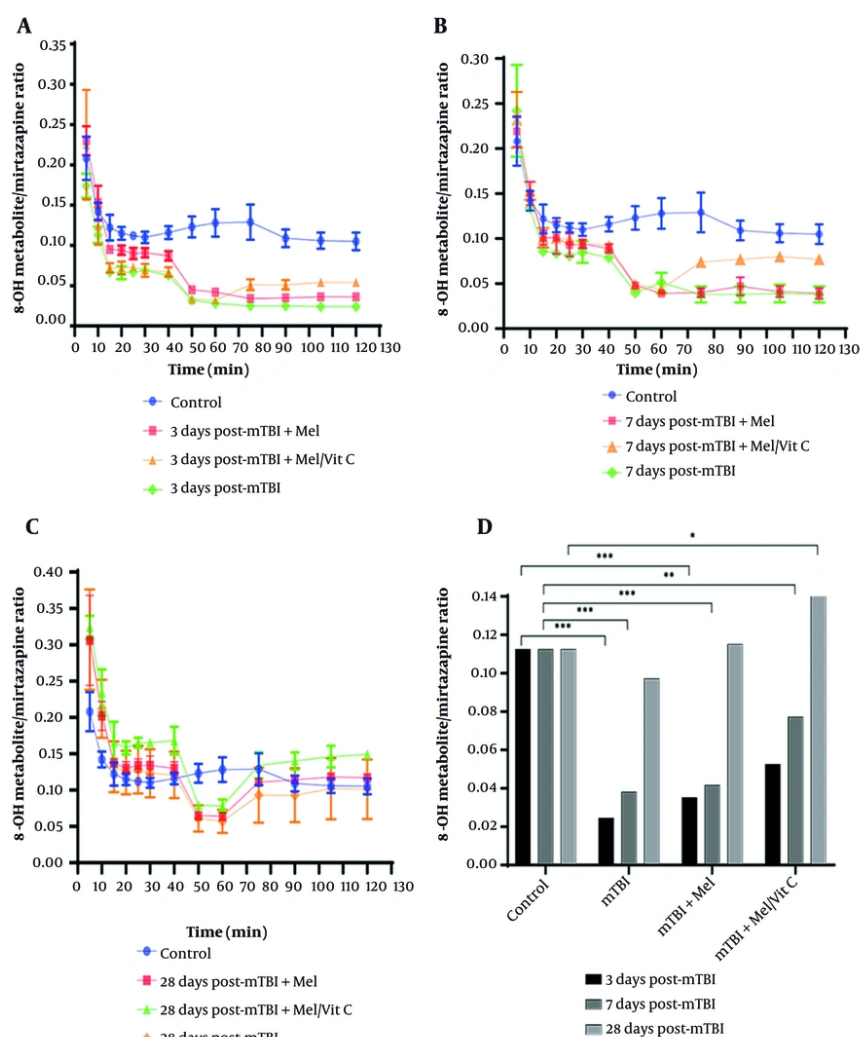 A
8-OH metabolite/mirtazapine ratio
0.35
0.30
0.25
0.20
0.15
0.10
0.05
0.00
0 10 20 30 40 50 60 70 80 90 100 110 120 130
Time (min)
Control
3 days post-mTBI + Mel
3 days post-mTBI + Mel/Vit C
3 days post-mTBI
B
8-OH metabolite/mirtazapine ratio
0.30
0.25
0.20
0.15
0.10
0.05
0.00
0 10 20 30 40 50 60 70 80 90 100 110 120 130
Time (min)
Control
7 days post-mTBI + Mel
7 days post-mTBI + Mel/Vit C
7 days post-mTBI
C
8-OH metabolite/mirtazapine ratio
0.40
0.35
0.30
0.25
0.20
0.15
0.10
0.05
0.00
0 10 20 30 40 50 60 70 80 90 100 110 120 130
Time (min)
Control
28 days post-mTBI + Mel
28 days post-mTBI + Mel/Vit C
28 days post-mTBI
D
8-OH metabolite/mirtazapine ratio
*
***
**
***
***
***
0.14
0.12
0.10
0.08
0.06
0.04
0.02
0.00
Control
mTBI
mTBI + Mel
mTBI + Mel/Vit C
3 days post-mTBI
7 days post-mTBI
28 days post-mTBI